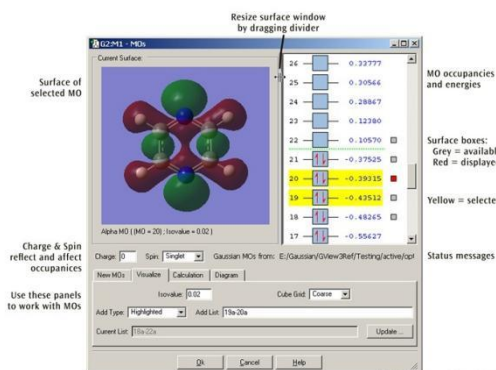 Resize surface window
by dragging divider
G2:M1 - MOs
Current Surface:
Surface of
selected MO
Alpha MO ( MO = 20 ; Isovalue = 0.02 )
26 0.33777
25 0.30566
24 0.28867
23 0.12380
22 0.10570
21 -0.37525
20 -0.39315
19 -0.43512
18 -0.48265
17 -0.55627
MO occupancies
and energies
Surface boxes:
Grey = availabl
Red = displaye
Yellow = selecte
Charge & Spin
reflect and affect
occupanices
Charge: 0 Spin: Singlet Gaussian MOs from: E:/Gaussian/GView3Ref/Testing/active/opt
Status messages
New MOs Visualize Calculation Diagram
Use these panels
to work with MOs
Isovalue: 0.02 Cube Grid: Coarse
Add Type: Highlighted Add List: 19a-20a
Current List: 18a-22a Update ...
Ok Cancel Help